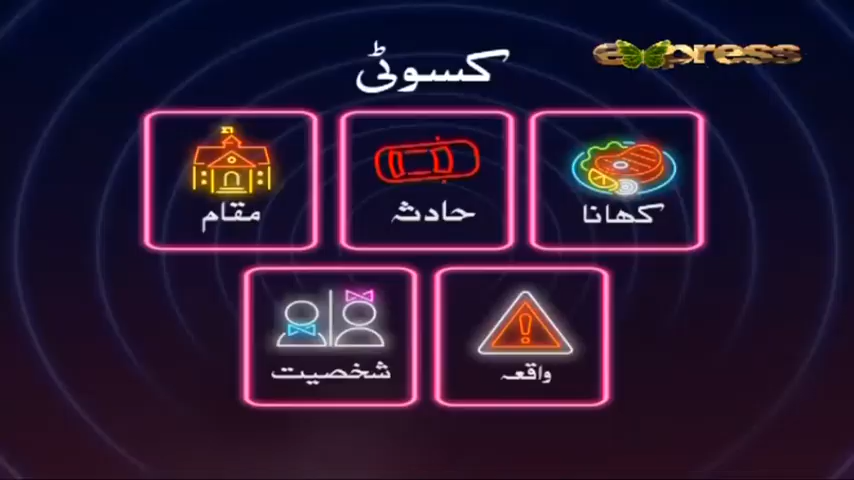 کسوٹی
express
کھانا
حادثہ
مقام
واقعہ
شخصیت